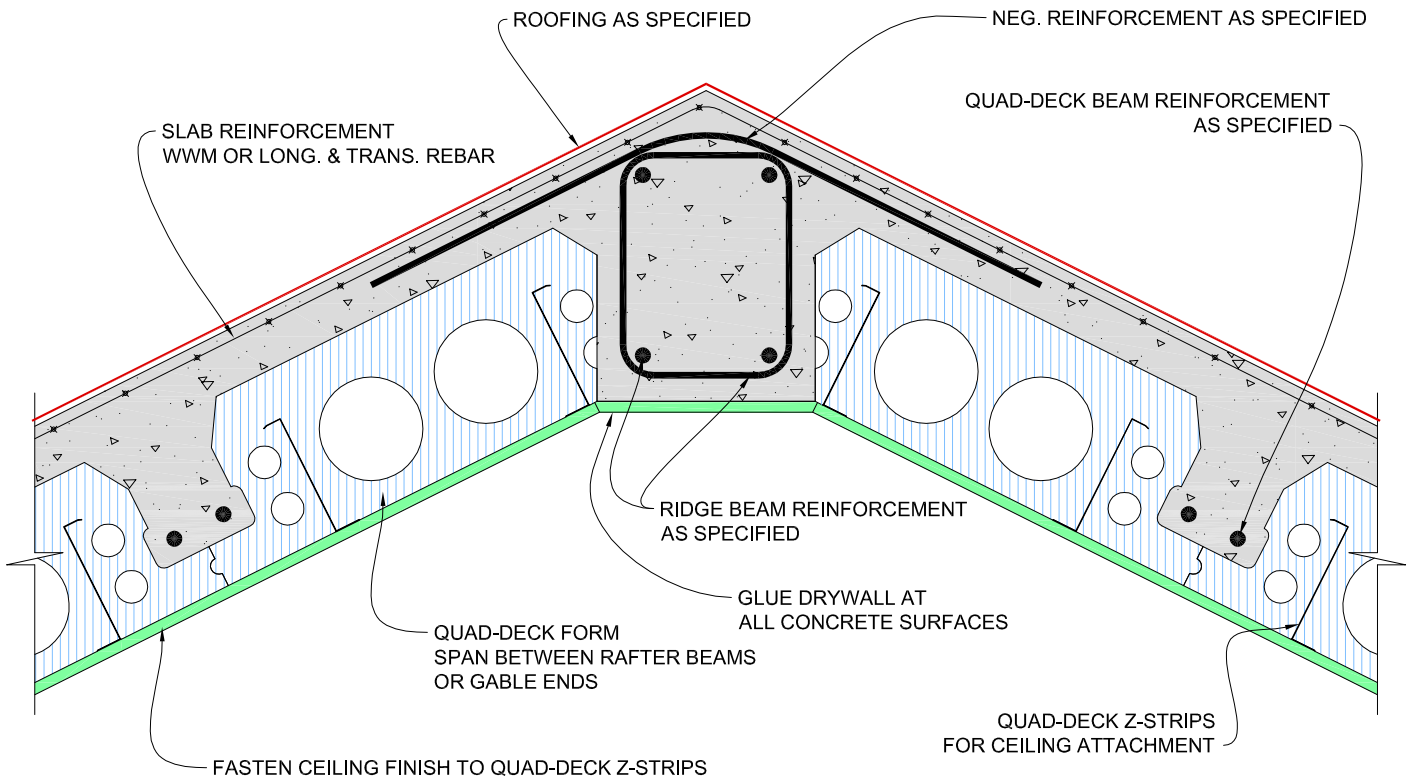 ROOFING AS SPECIFIED
NEG. REINFORCEMENT AS SPECIFIED
QUAD-DECK BEAM REINFORCEMENT
AS SPECIFIED
SLAB REINFORCEMENT
WWM OR LONG. & TRANS. REBAR
RIDGE BEAM REINFORCEMENT
AS SPECIFIED
GLUE DRYWALL AT
ALL CONCRETE SURFACES
QUAD-DECK FORM
SPAN BETWEEN RAFTER BEAMS
OR GABLE ENDS
QUAD-DECK Z-STRIPS
FOR CEILING ATTACHMENT
FASTEN CEILING FINISH TO QUAD-DECK Z-STRIPS